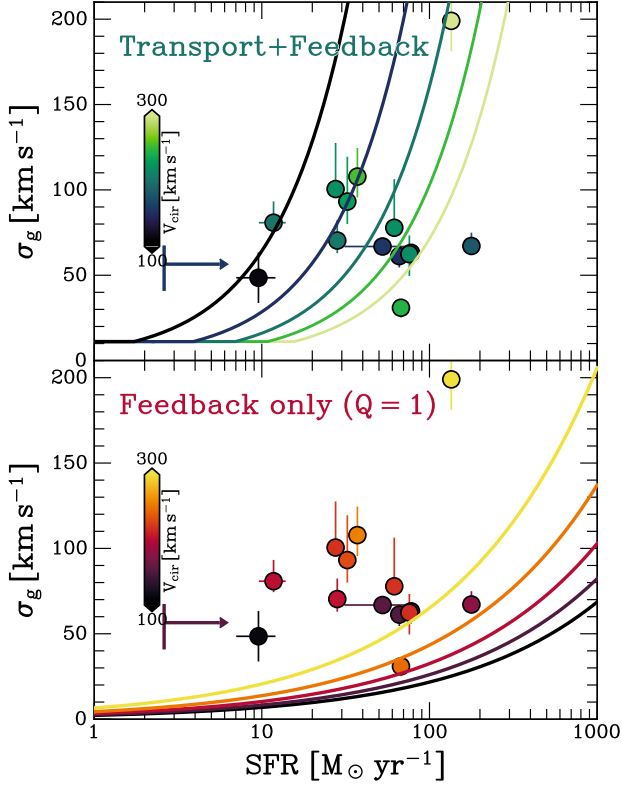 200
Transport+Feedback
150
300
100
50
100
0
V_cir [km s⁻¹]
σ_g [km s⁻¹]
200
Feedback only (Q = 1)
150
300
100
50
100
0
V_cir [km s⁻¹]
σ_g [km s⁻¹]
1 10 100 1000
SFR [M_⊙ yr⁻¹]